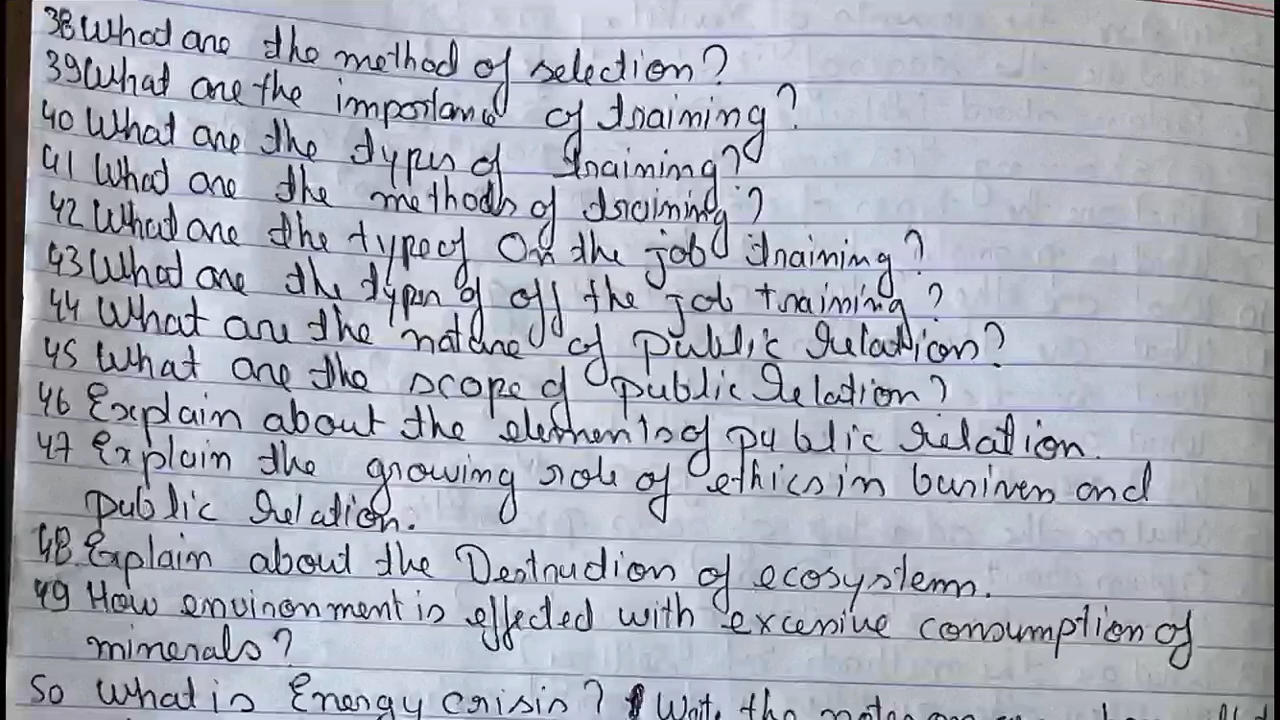 38 What are the method of selection?
39 What are the importance of training?
40 What are the types of training?
41 What are the methods of training?
42 What are the type of On the job training?
43 What are the types of off the job training?
44 What are the nature of public relation?
45 What are the scope of public relation?
46 Explain about the elements of public relation.
47 Explain the growing role of ethics in business and
public relation.
48. Explain about the Destruction of ecosystem.
49 How environment is effected with excessive consumption of
minerals?
50 What is Energy crisis? Write the notes on